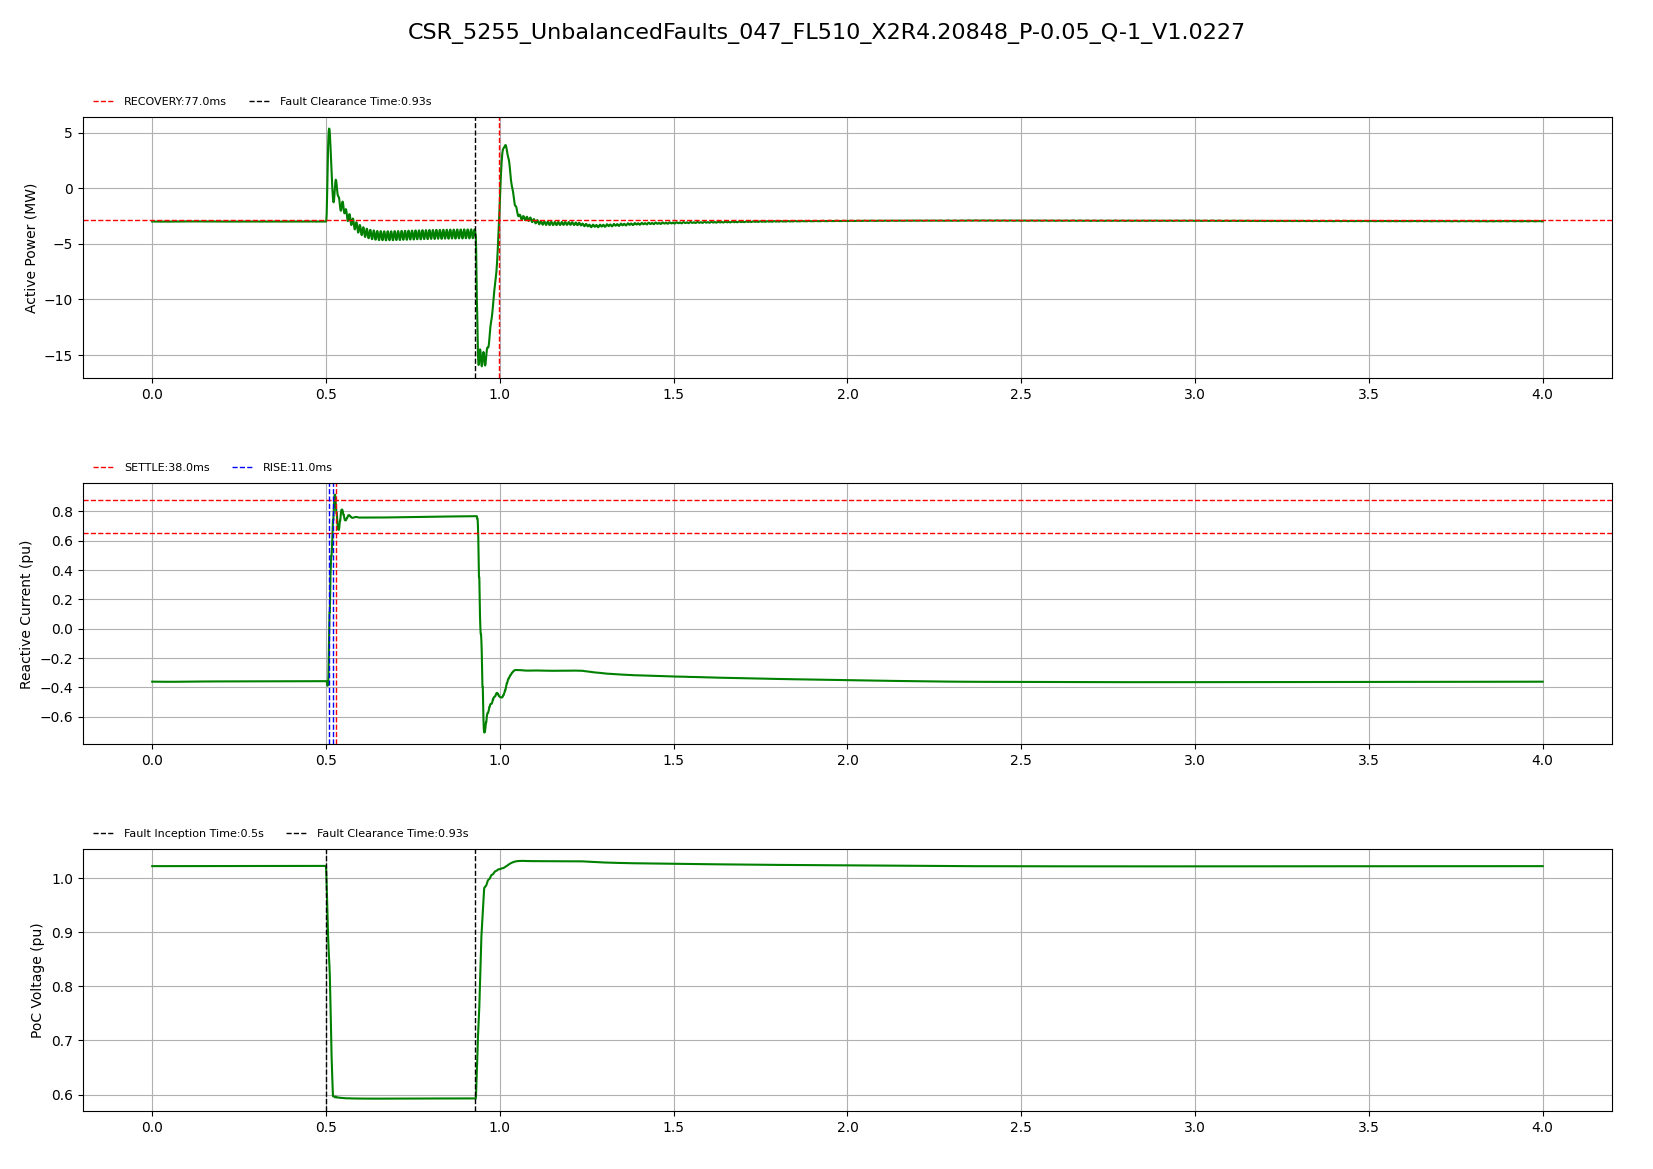 CSR_5255_UnbalancedFaults_047_FL510_X2R4.20848_P-0.05_Q-1_V1.0227
RECOVERY:77.0ms Fault Clearance Time:0.93s
Active Power (MW)
5
0
−5
−10
−15
0.0 0.5 1.0 1.5 2.0 2.5 3.0 3.5 4.0
SETTLE:38.0ms RISE:11.0ms
Reactive Current (pu)
0.8
0.6
0.4
0.2
0.0
−0.2
−0.4
−0.6
0.0 0.5 1.0 1.5 2.0 2.5 3.0 3.5 4.0
Fault Inception Time:0.5s Fault Clearance Time:0.93s
PoC Voltage (pu)
1.0
0.9
0.8
0.7
0.6
0.0 0.5 1.0 1.5 2.0 2.5 3.0 3.5 4.0